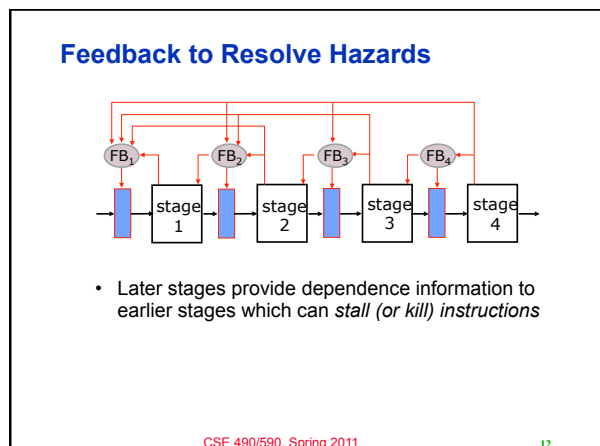 Feedback to Resolve Hazards
FB1 FB2 FB3 FB4
stage 1 stage 2 stage 3 stage 4
• Later stages provide dependence information to
earlier stages which can stall (or kill) instructions
CSE 490/590, Spring 2011
12